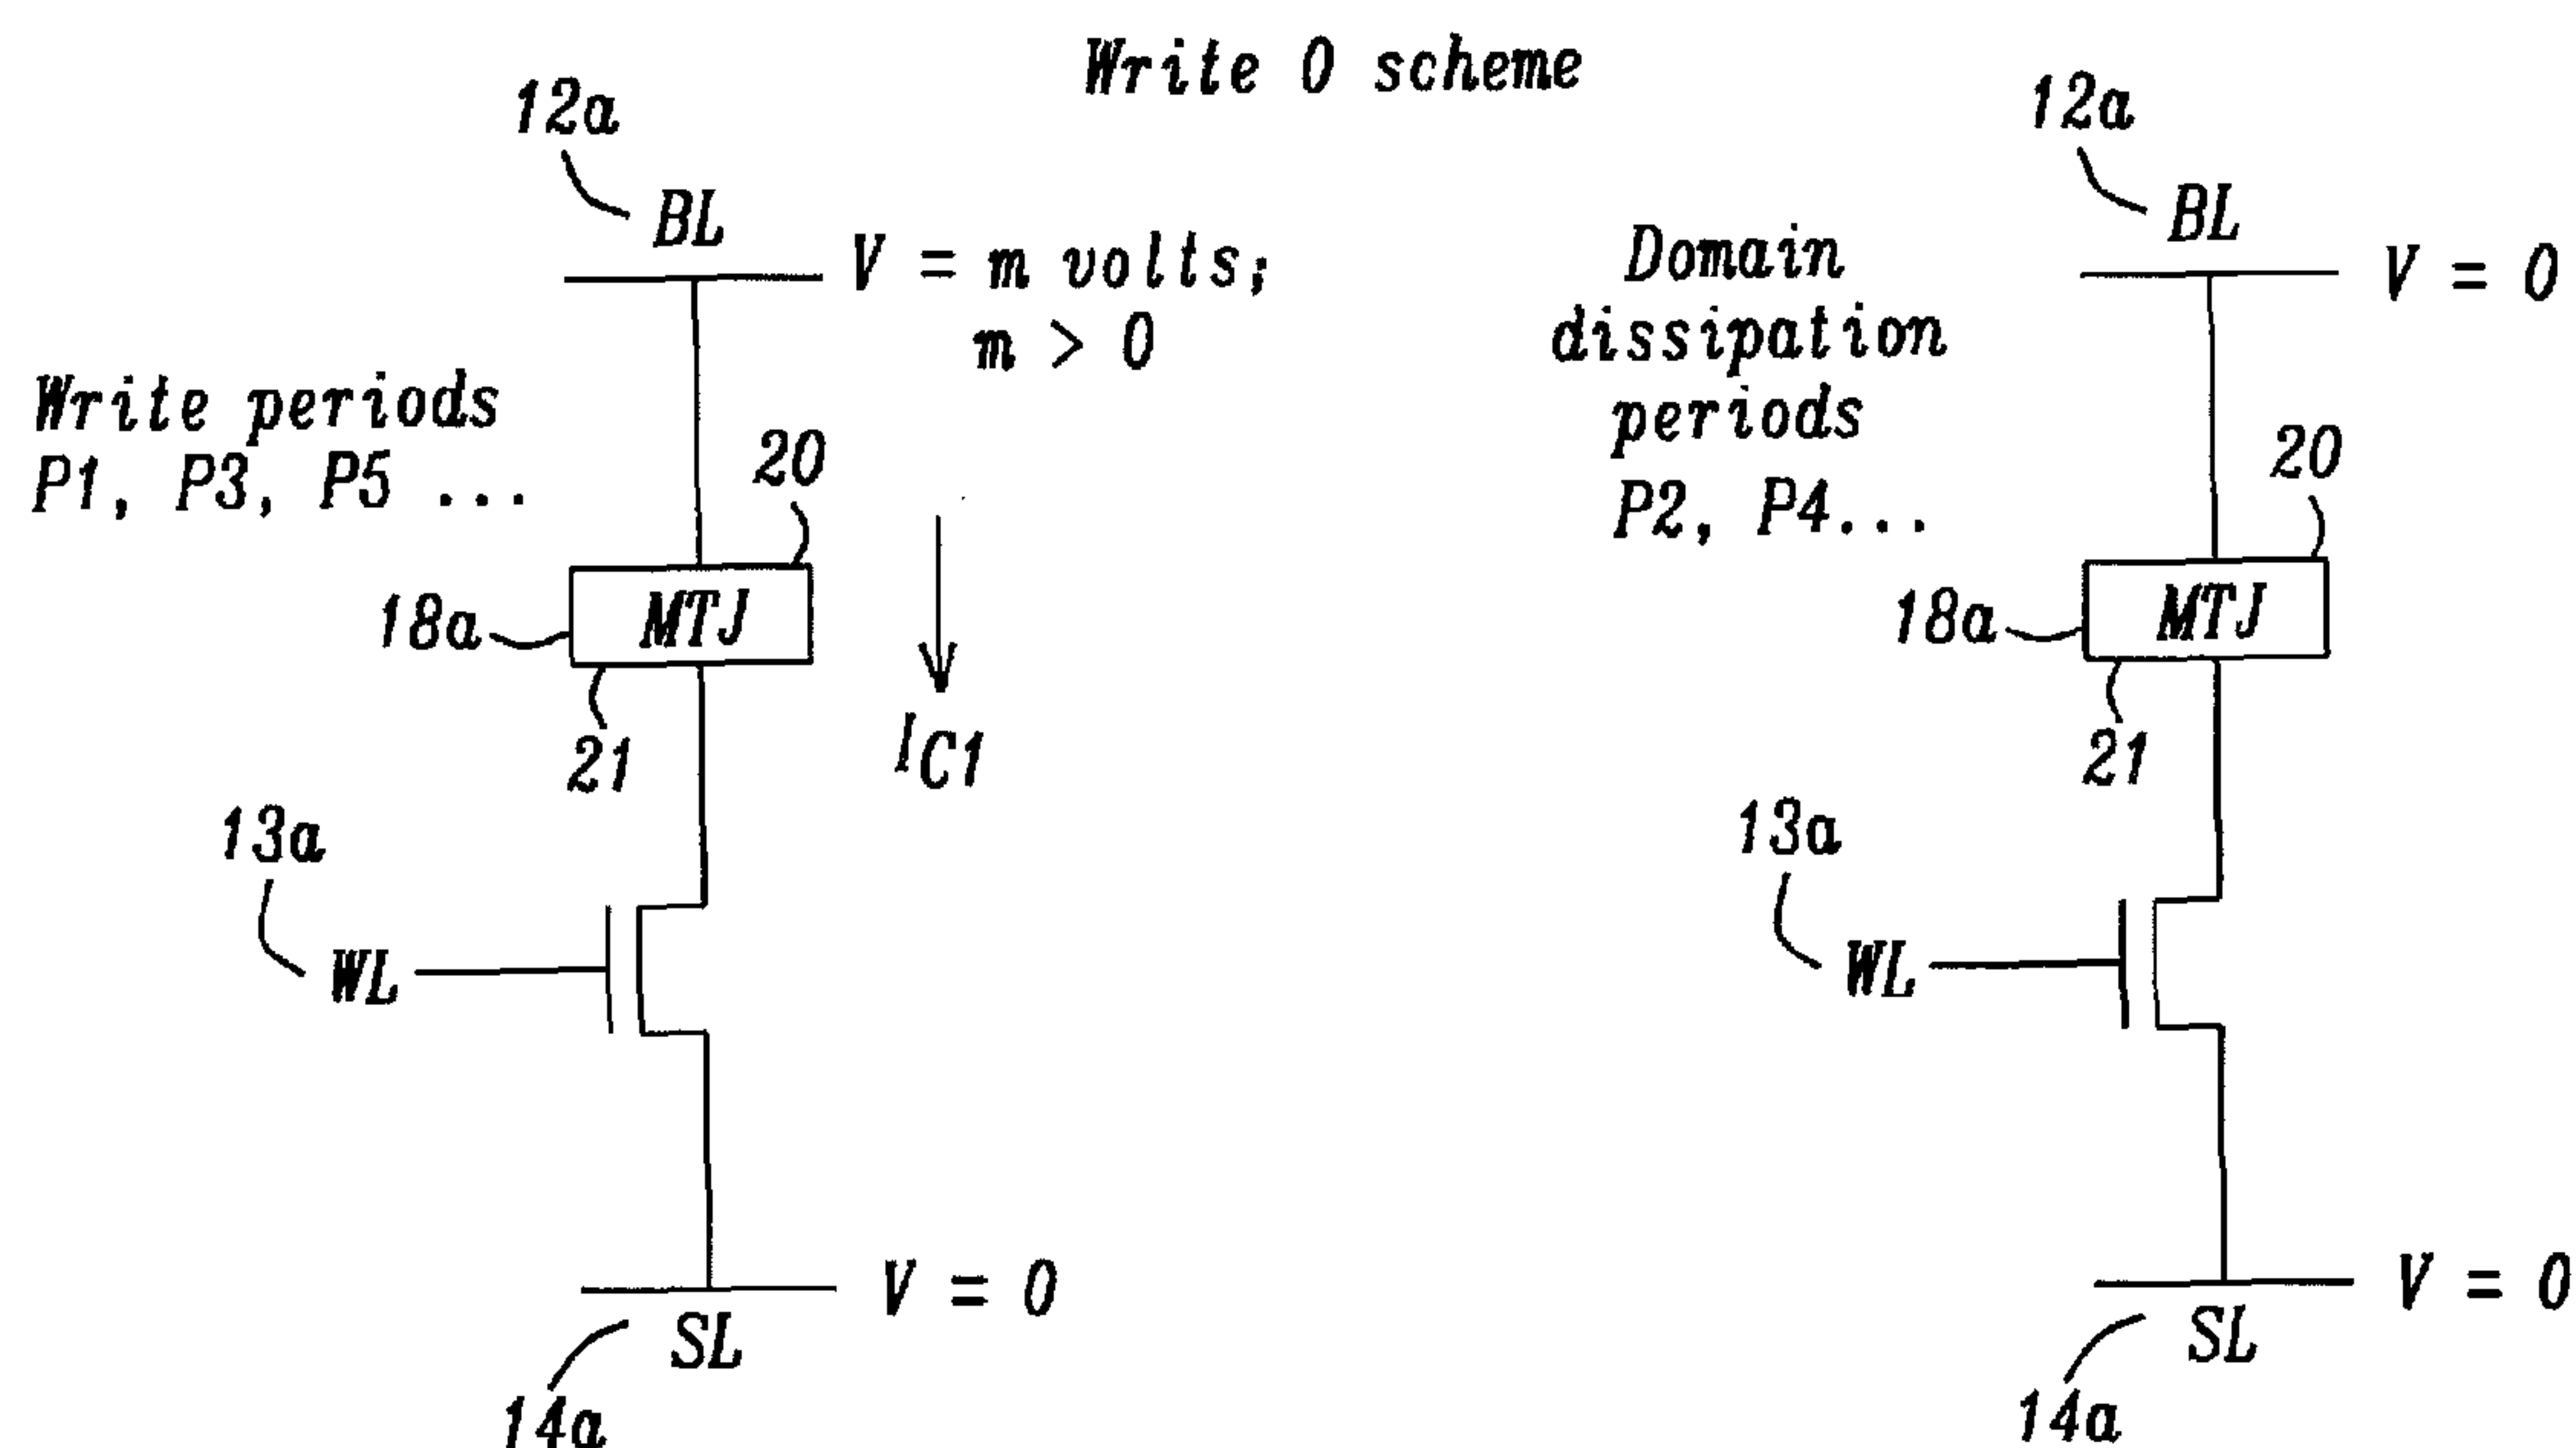 Write 0 scheme
12a
BL
V = m volts;
m > 0
Write periods
P1, P3, P5 ...
20
18a
MTJ
21
IC1
13a
WL
V = 0
SL
14a
12a
BL
V = 0
Domain
dissipation
periods
P2, P4...
20
18a
MTJ
21
13a
WL
V = 0
SL
14a